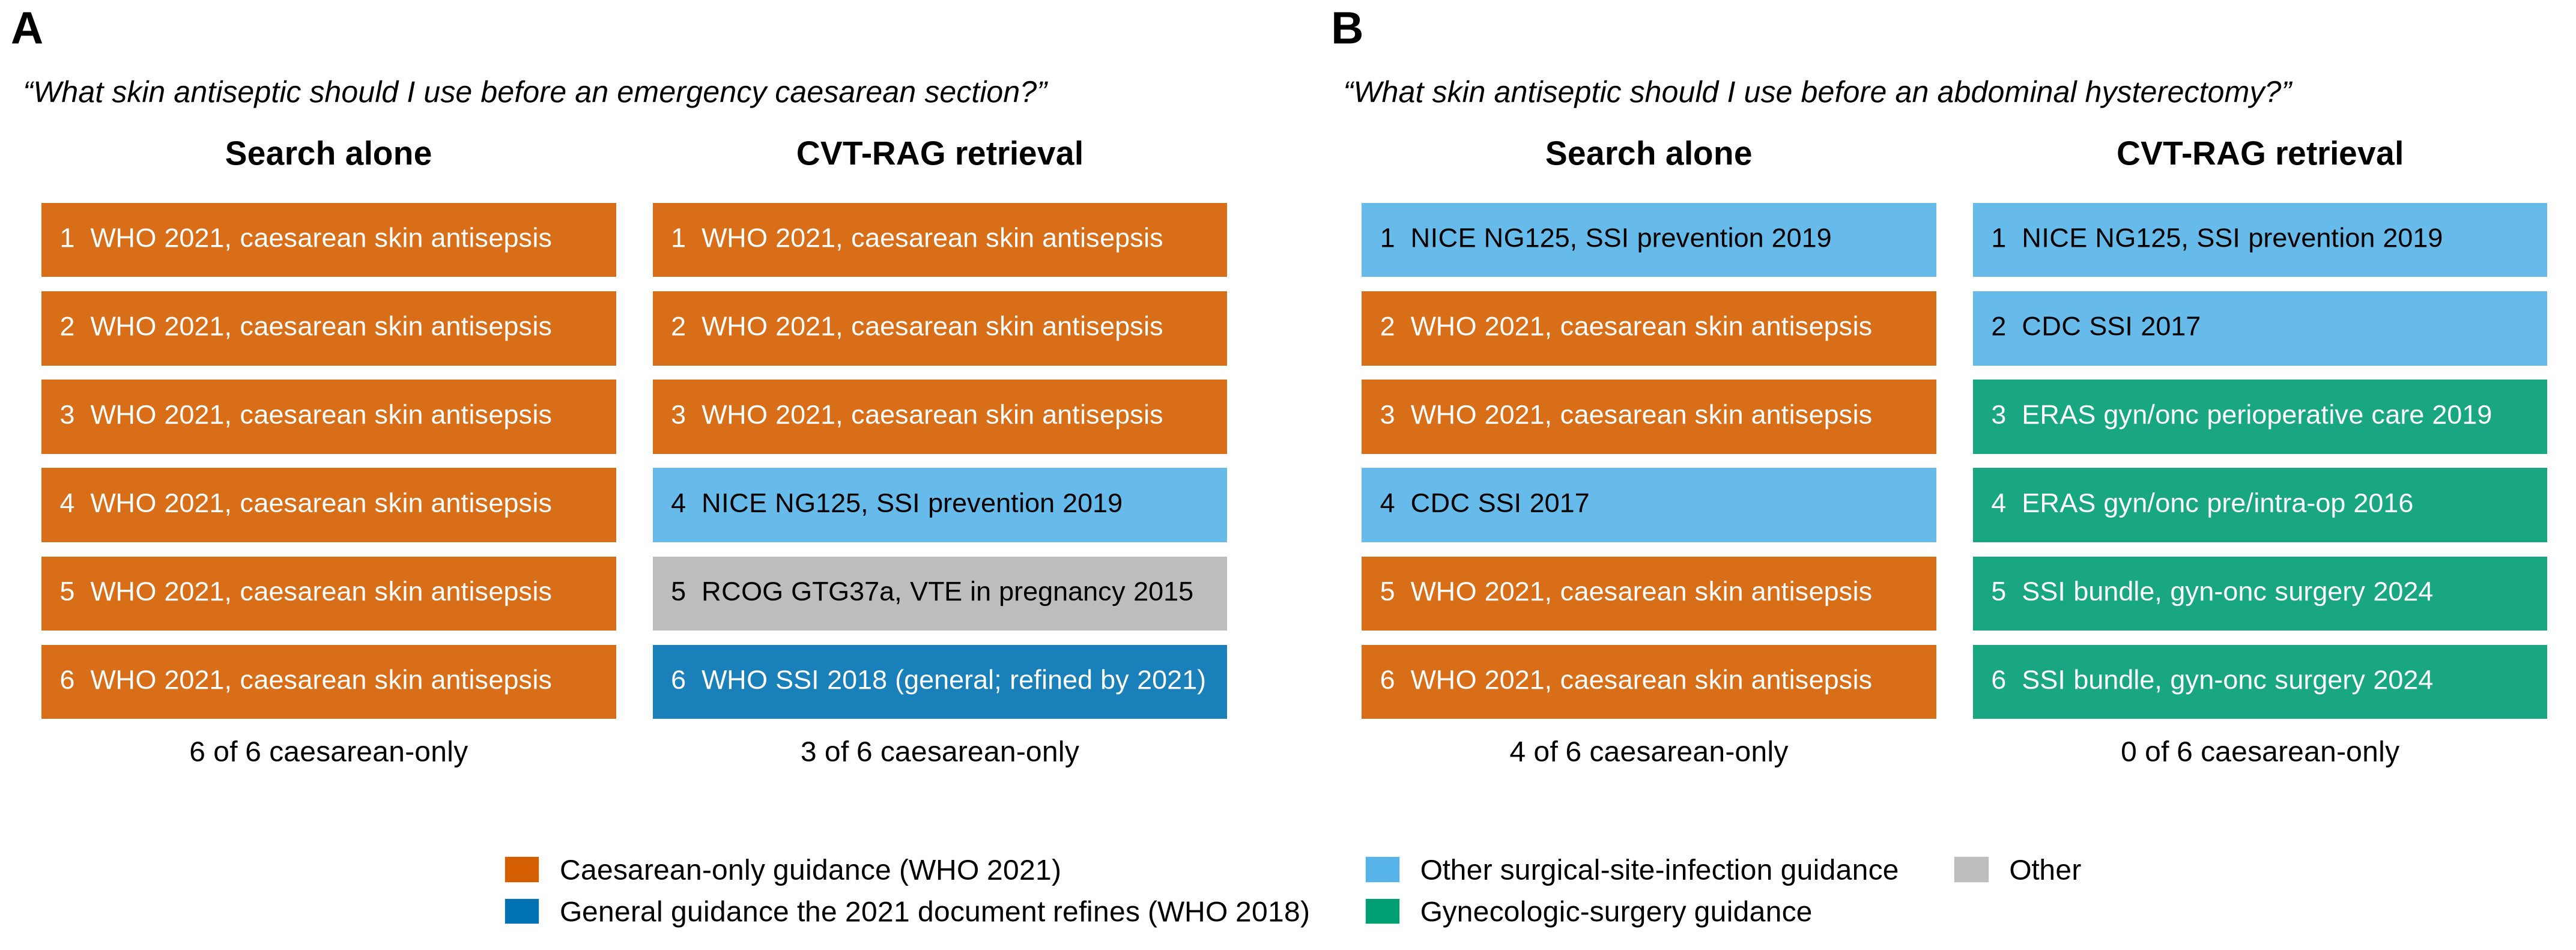 A
“What skin antiseptic should I use before an emergency caesarean section?”
Search alone
1 WHO 2021, caesarean skin antisepsis
2 WHO 2021, caesarean skin antisepsis
3 WHO 2021, caesarean skin antisepsis
4 WHO 2021, caesarean skin antisepsis
5 WHO 2021, caesarean skin antisepsis
6 WHO 2021, caesarean skin antisepsis
6 of 6 caesarean-only
CVT-RAG retrieval
1 WHO 2021, caesarean skin antisepsis
2 WHO 2021, caesarean skin antisepsis
3 WHO 2021, caesarean skin antisepsis
4 NICE NG125, SSI prevention 2019
5 RCOG GTG37a, VTE in pregnancy 2015
6 WHO SSI 2018 (general; refined by 2021)
3 of 6 caesarean-only
B
“What skin antiseptic should I use before an abdominal hysterectomy?”
Search alone
1 NICE NG125, SSI prevention 2019
2 WHO 2021, caesarean skin antisepsis
3 WHO 2021, caesarean skin antisepsis
4 CDC SSI 2017
5 WHO 2021, caesarean skin antisepsis
6 WHO 2021, caesarean skin antisepsis
4 of 6 caesarean-only
CVT-RAG retrieval
1 NICE NG125, SSI prevention 2019
2 CDC SSI 2017
3 ERAS gyn/onc perioperative care 2019
4 ERAS gyn/onc pre/intra-op 2016
5 SSI bundle, gyn-onc surgery 2024
6 SSI bundle, gyn-onc surgery 2024
0 of 6 caesarean-only
Caesarean-only guidance (WHO 2021)
General guidance the 2021 document refines (WHO 2018)
Other surgical-site-infection guidance
Gynecologic-surgery guidance
Other